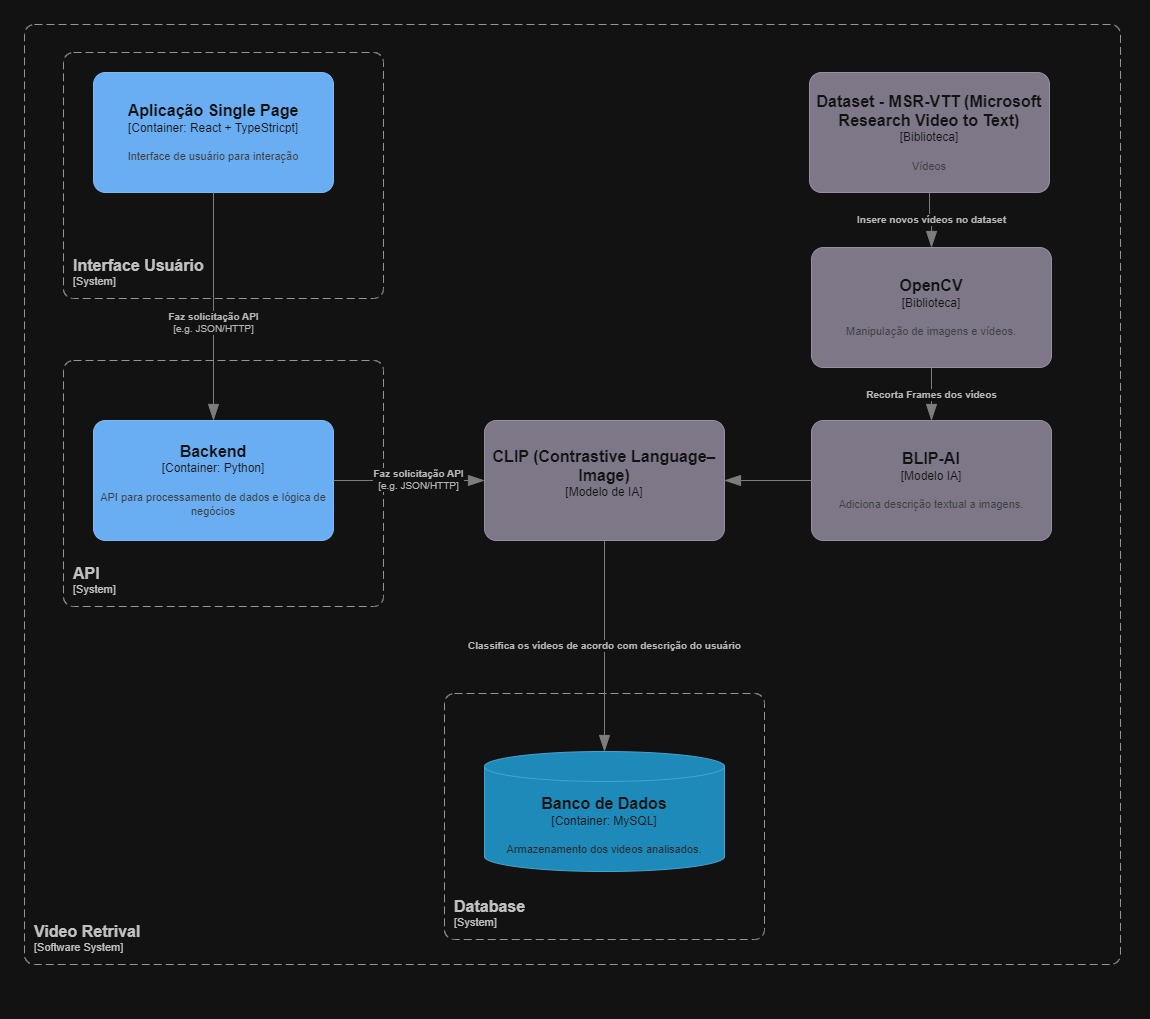 Aplicação Single Page
[Container: React + TypeStricpt]
Interface de usuário para interação
Interface Usuário
[System]
Faz solicitação API
[e.g. JSON/HTTP]
Backend
[Container: Python]
API para processamento de dados e lógica de
negócios
API
[System]
Faz solicitação API
[e.g. JSON/HTTP]
CLIP (Contrastive Language–
Image)
[Modelo de IA]
Dataset - MSR-VTT (Microsoft
Research Video to Text)
[Biblioteca]
Vídeos
Insere novos vídeos no dataset
OpenCV
[Biblioteca]
Manipulação de imagens e vídeos.
Recorta Frames dos vídeos
BLIP-AI
[Modelo IA]
Adiciona descrição textual a imagens.
Classifica os vídeos de acordo com descrição do usuário
Banco de Dados
[Container: MySQL]
Armazenamento dos videos analisados.
Database
[System]
Video Retrival
[Software System]